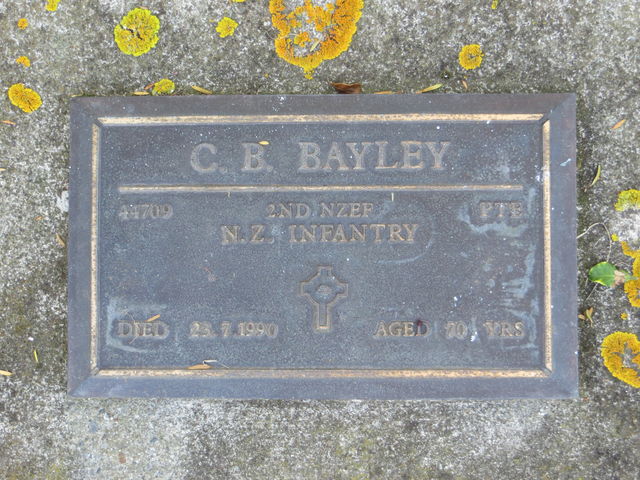 C. B. BAYLEY
44709 2ND NZEF PTE
N.Z. INFANTRY
DIED 23.7.1990 AGED 70 YRS